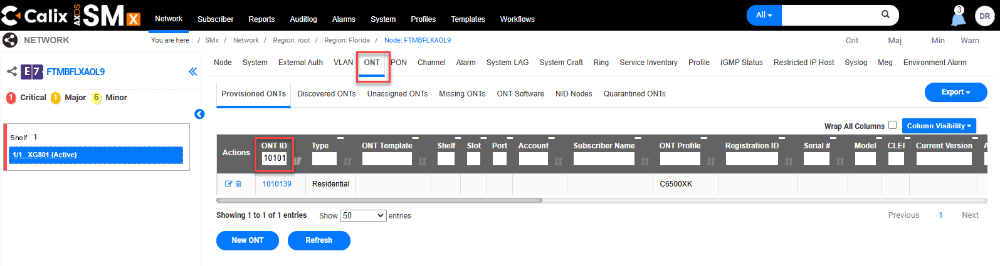 Calix AXOS SMx Network Subscriber Reports Auditlog Alarms System Profiles Templates Workflows All 3 DR
NETWORK You are here : / SMx / Network / Region: root / Region: Florida / Node: FTMBFLXAOL9 Crit Maj Min Warn
E7 FTMBFLXAOL9 Node System External Auth VLAN ONT PON Channel Alarm System LAG System Craft Ring Service Inventory Profile IGMP Status Restricted IP Host Syslog Meg Environment Alarm
1 Critical 1 Major 6 Minor
Provisioned ONTs Discovered ONTs Unassigned ONTs Missing ONTs ONT Software NID Nodes Quarantined ONTs Export
Shelf 1
1/1 XG801 (Active)
Wrap All Columns Column Visibility
Actions ONT ID Type ONT Template Shelf Slot Port Account Subscriber Name ONT Profile Registration ID Serial # Model CLEI Current Version A
10101
1010139 Residential C6500XK
Showing 1 to 1 of 1 entries Show 50 entries Previous 1 Next
New ONT Refresh